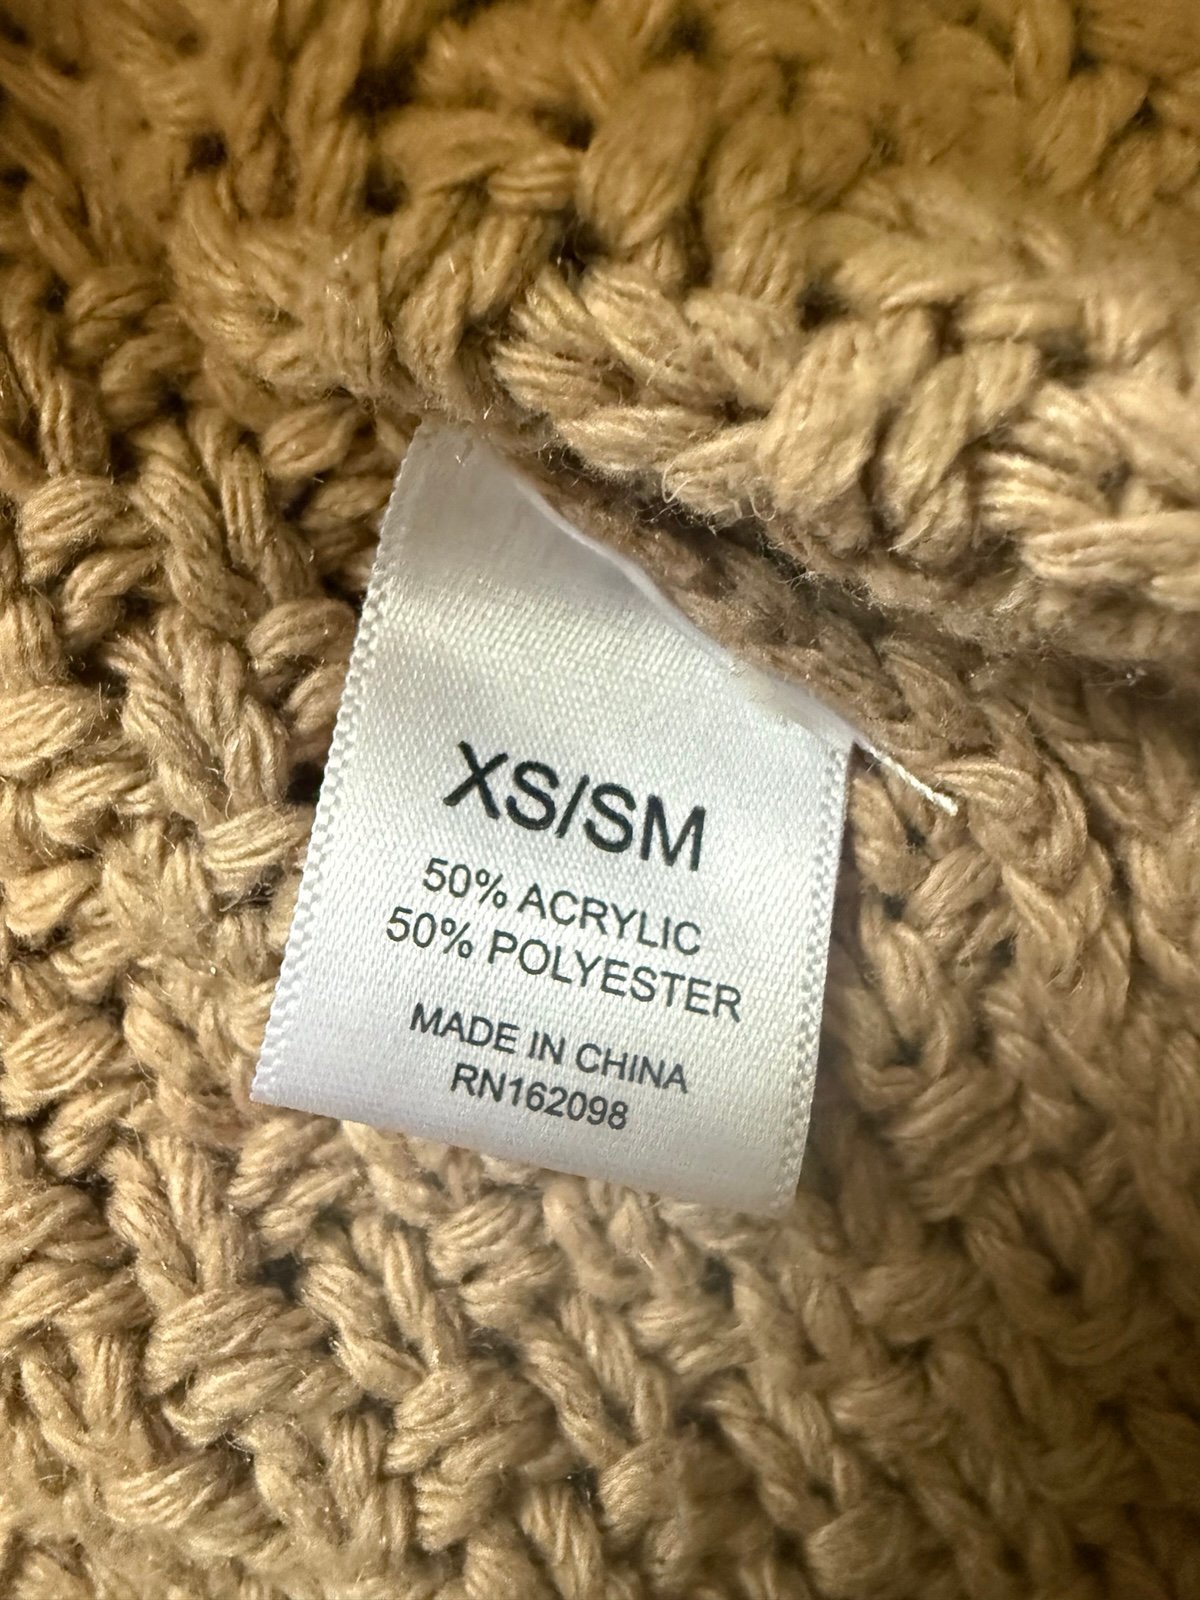 XS/SM
50% ACRYLIC
50% POLYESTER
MADE IN CHINA
RN162098